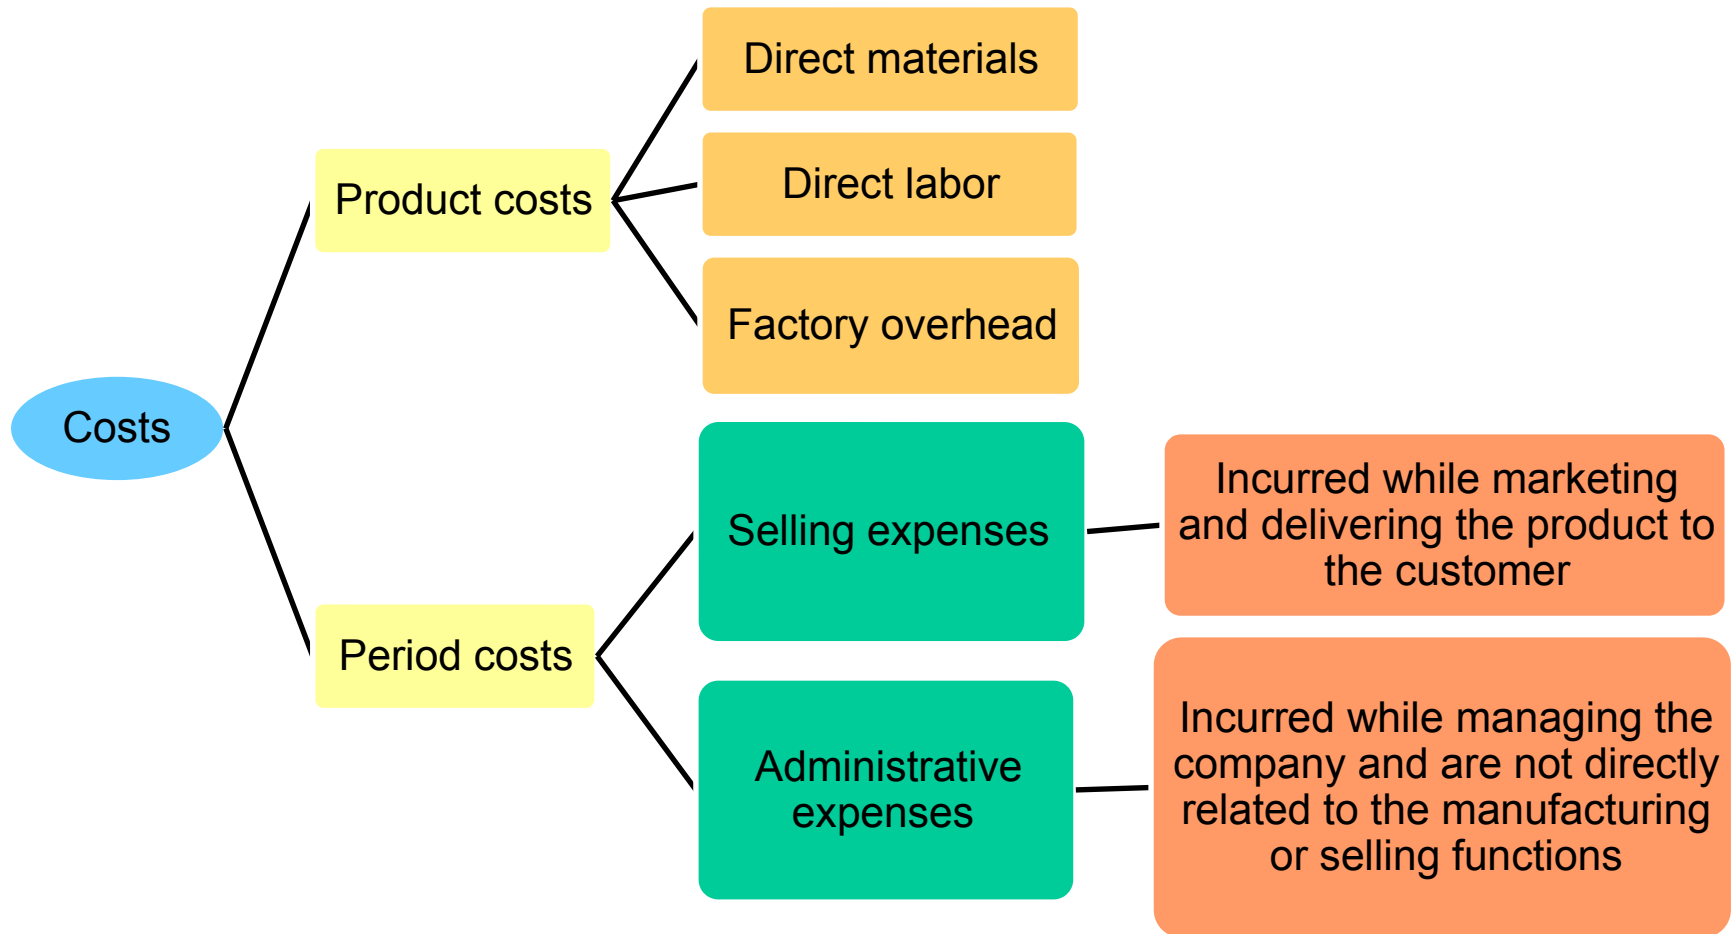 Direct materials
Direct labor
Product costs
Factory overhead
Costs
Selling expenses
Incurred while marketing
and delivering the product to
the customer
Period costs
Administrative
expenses
Incurred while managing the
company and are not directly
related to the manufacturing
or selling functions